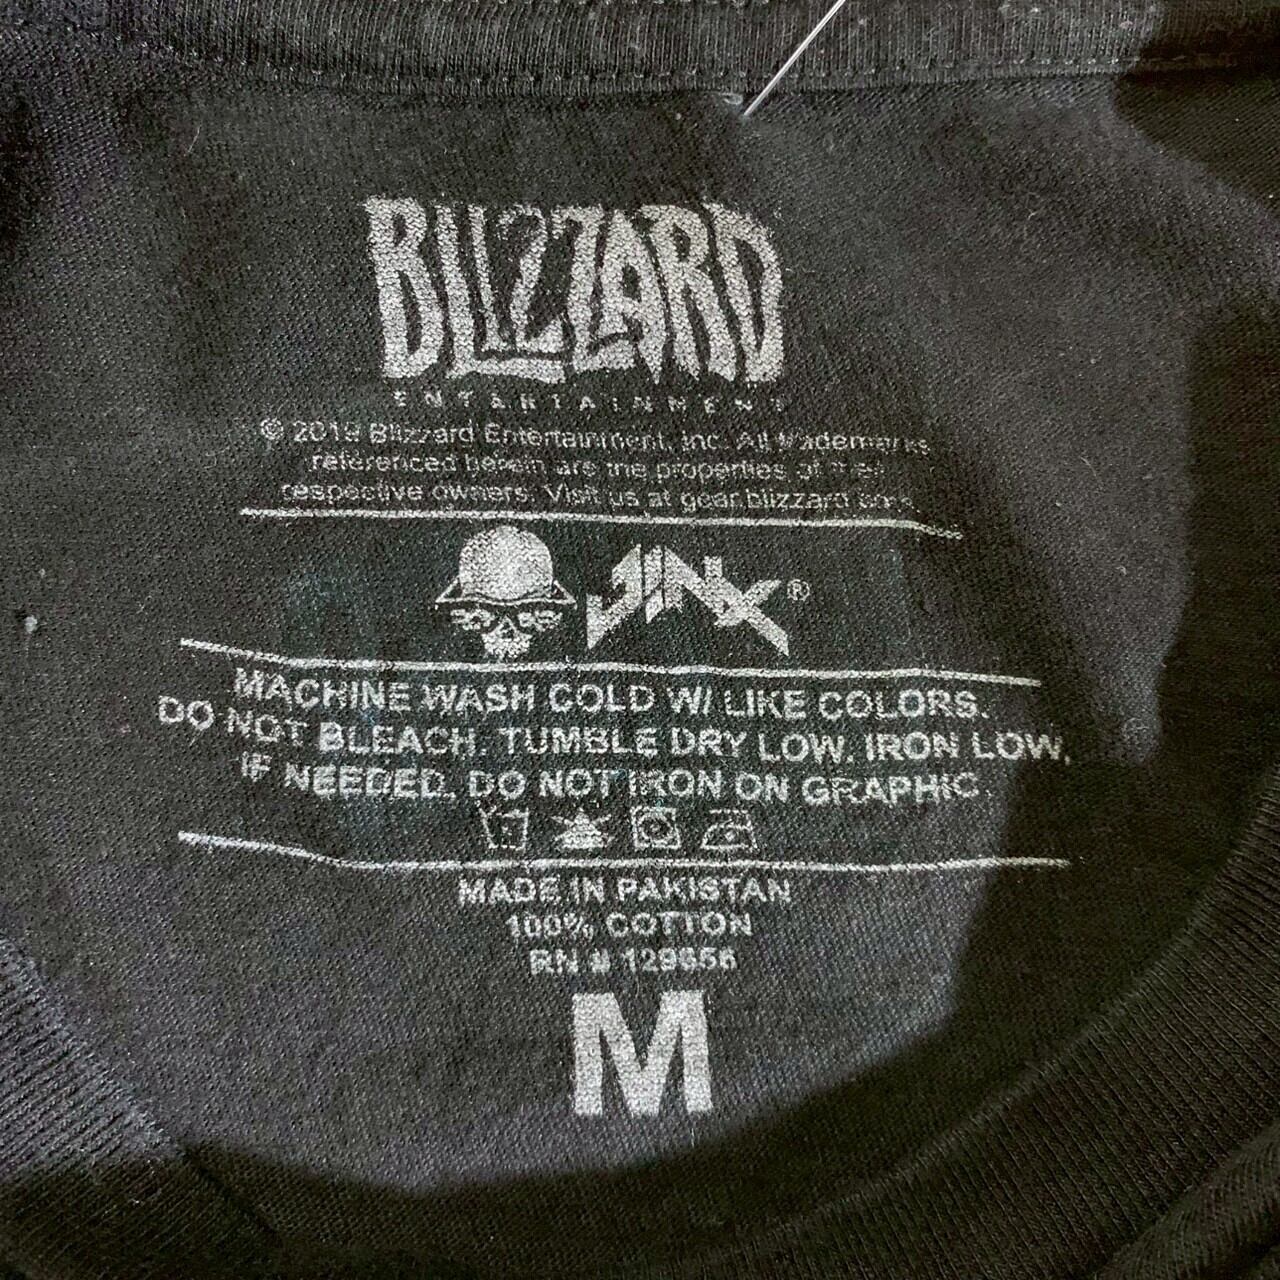 BLIZZARD
ENTERTAINMENT
© 2019 Blizzard Entertainment, Inc. All trademarks
referenced herein are the properties of their
respective owners. Visit us at gear.blizzard.com.
JINX®
MACHINE WASH COLD W/ LIKE COLORS.
DO NOT BLEACH. TUMBLE DRY LOW. IRON LOW,
IF NEEDED. DO NOT IRON ON GRAPHIC.
MADE IN PAKISTAN
100% COTTON
RN # 129656
M